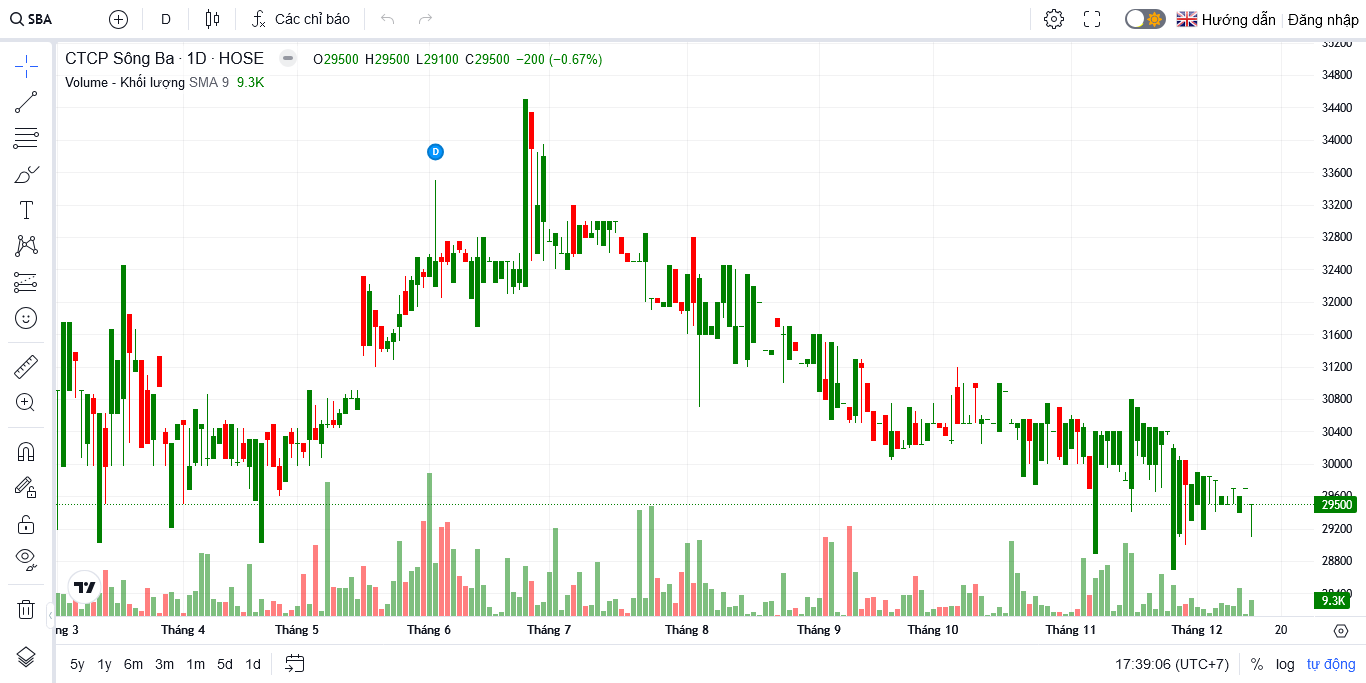 SBA D Các chỉ báo Hướng dẫn Đăng nhập
CTCP Sông Ba · 1D · HOSE O29500 H29500 L29100 C29500 −200 (−0.67%)
Volume - Khối lượng SMA 9 9.3K
D
35200
34800
34400
34000
33600
33200
32800
32400
32000
31600
31200
30800
30400
30000
29600
29500
29200
28800
28400
9.3K
ng 3 Tháng 4 Tháng 5 Tháng 6 Tháng 7 Tháng 8 Tháng 9 Tháng 10 Tháng 11 Tháng 12 20
5y 1y 6m 3m 1m 5d 1d 17:39:06 (UTC+7) % log tự động